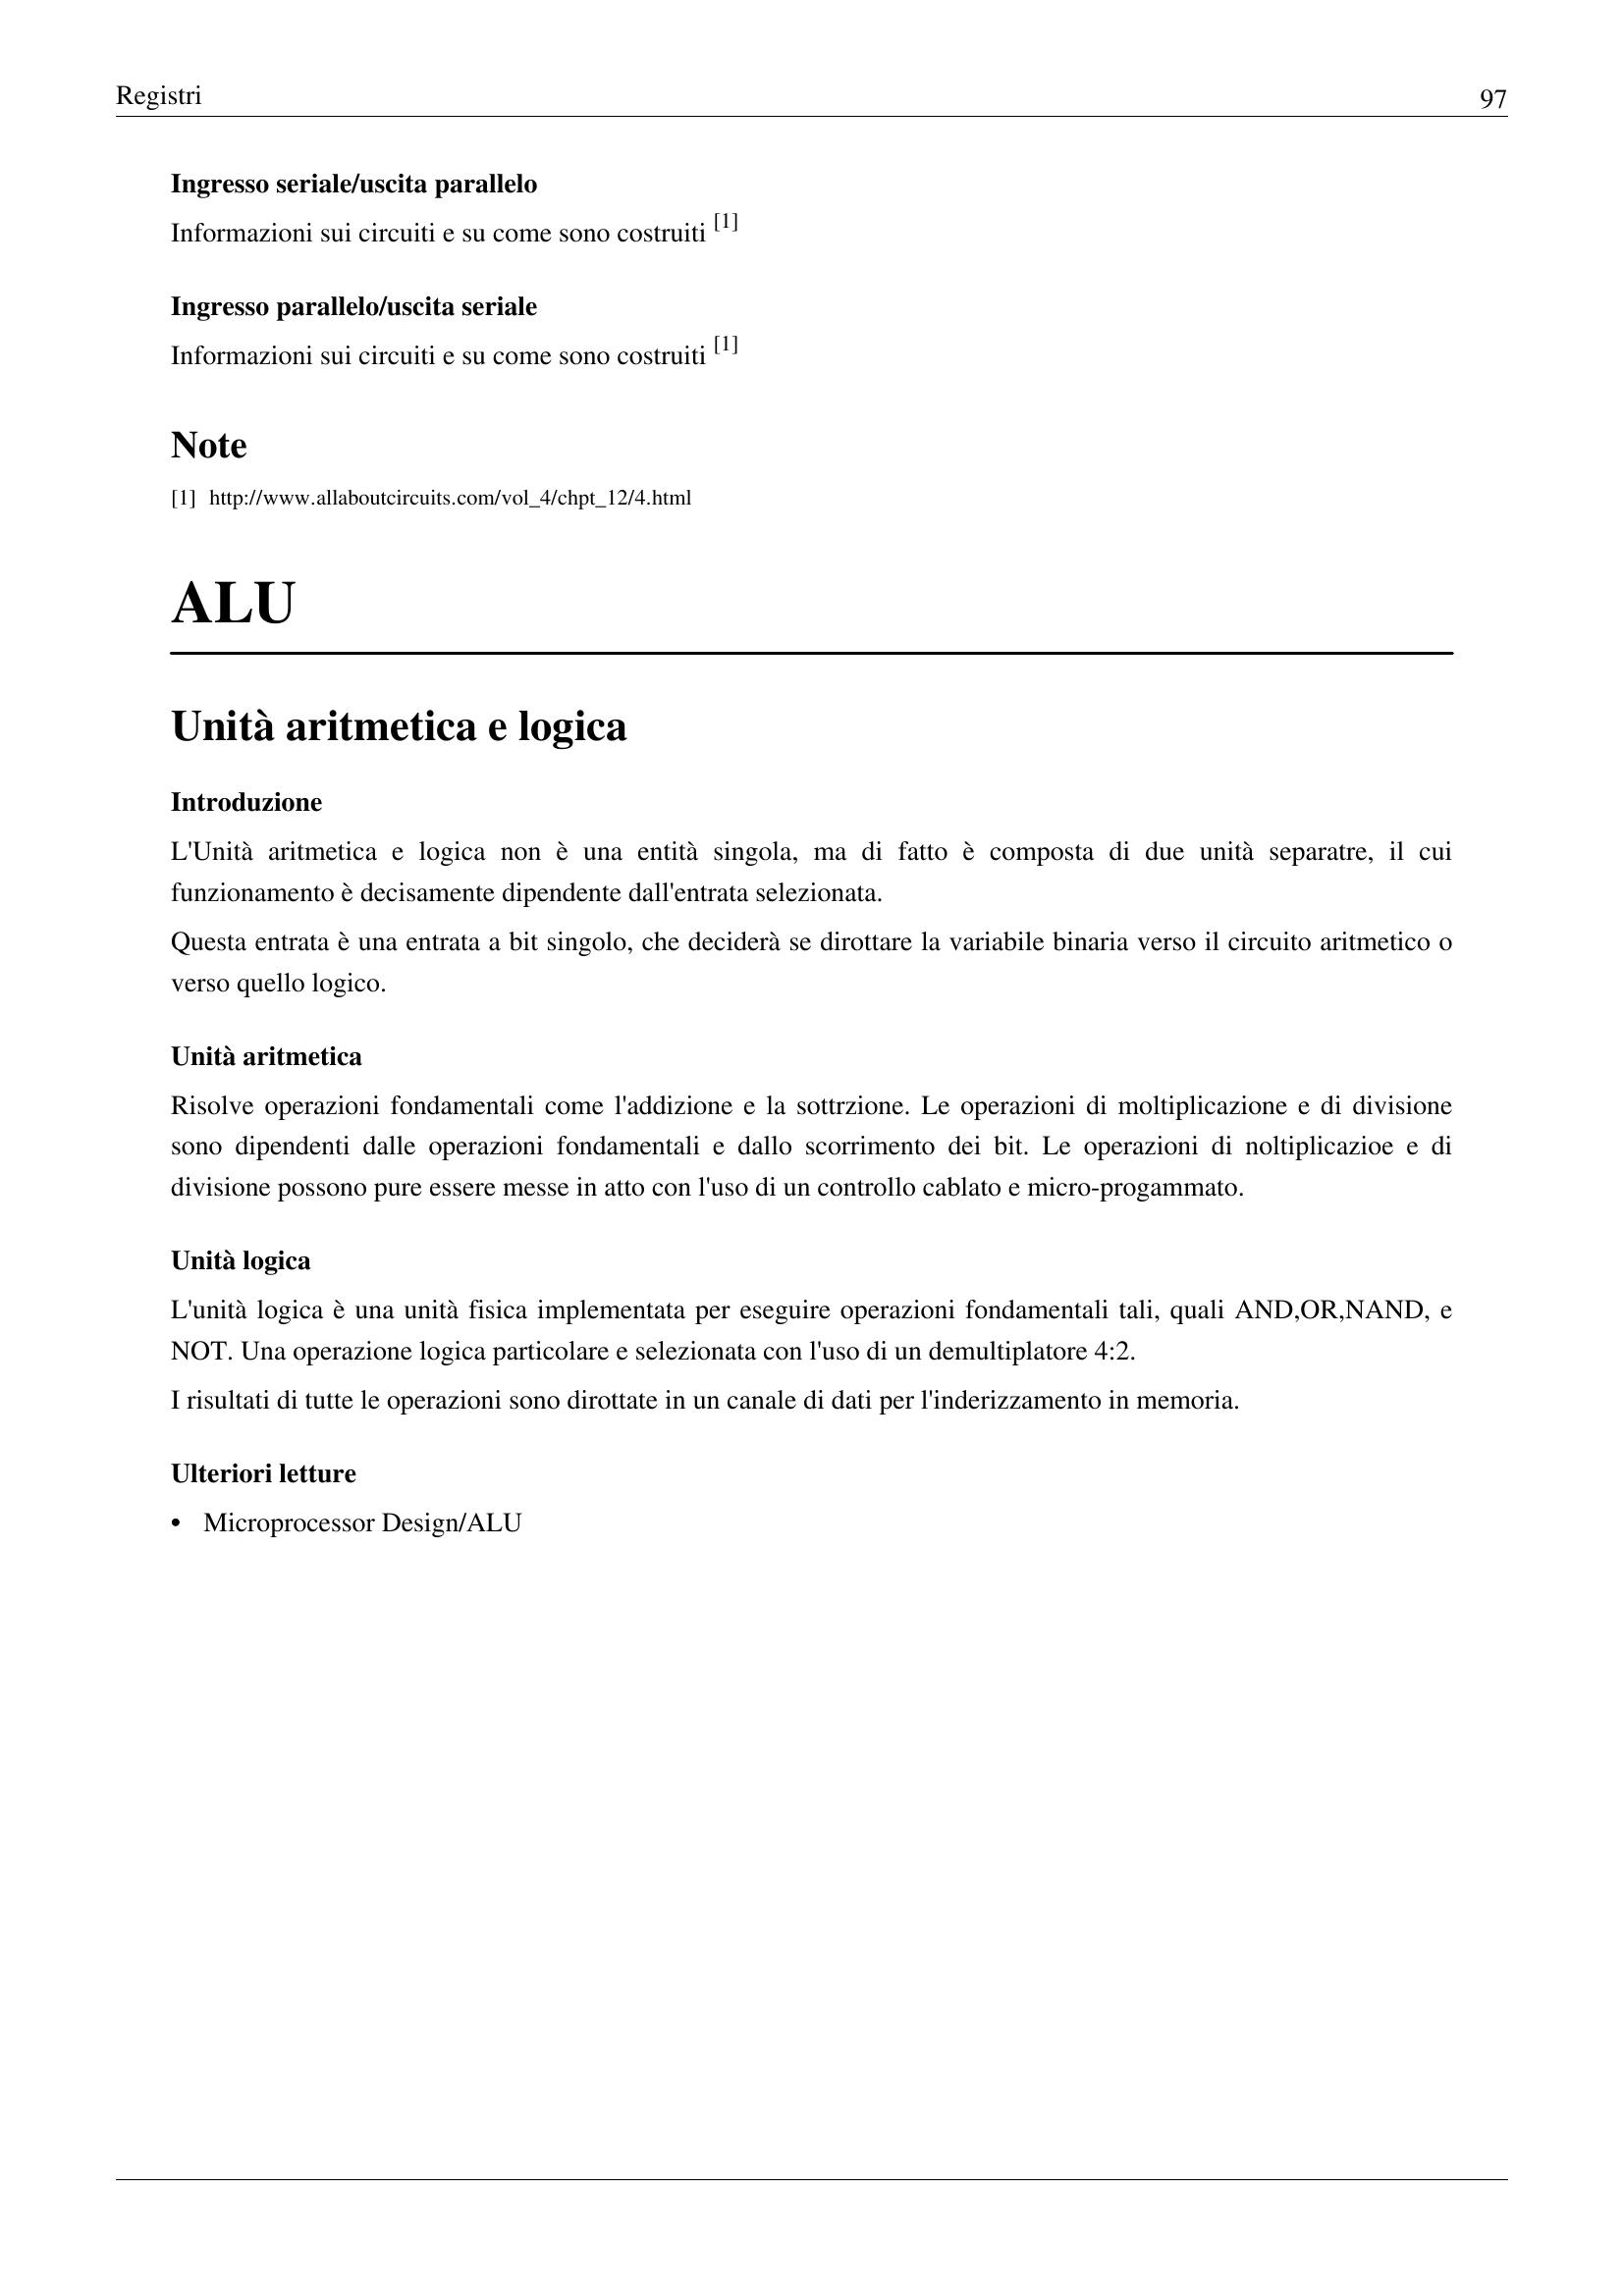 Registri 97
Ingresso seriale/uscita parallelo
Informazioni sui circuiti e su come sono costruiti [1]
Ingresso parallelo/uscita seriale
Informazioni sui circuiti e su come sono costruiti [1]
Note
[1] http://www.allaboutcircuits.com/vol_4/chpt_12/4.html
ALU
Unità aritmetica e logica
Introduzione
L'Unità aritmetica e logica non è una entità singola, ma di fatto è composta di due unità separatre, il cui
funzionamento è decisamente dipendente dall'entrata selezionata.
Questa entrata è una entrata a bit singolo, che deciderà se dirottare la variabile binaria verso il circuito aritmetico o
verso quello logico.
Unità aritmetica
Risolve operazioni fondamentali come l'addizione e la sottrzione. Le operazioni di moltiplicazione e di divisione
sono dipendenti dalle operazioni fondamentali e dallo scorrimento dei bit. Le operazioni di noltiplicazioe e di
divisione possono pure essere messe in atto con l'uso di un controllo cablato e micro-progammato.
Unità logica
L'unità logica è una unità fisica implementata per eseguire operazioni fondamentali tali, quali AND,OR,NAND, e
NOT. Una operazione logica particolare e selezionata con l'uso di un demultiplatore 4:2.
I risultati di tutte le operazioni sono dirottate in un canale di dati per l'inderizzamento in memoria.
Ulteriori letture
• Microprocessor Design/ALU